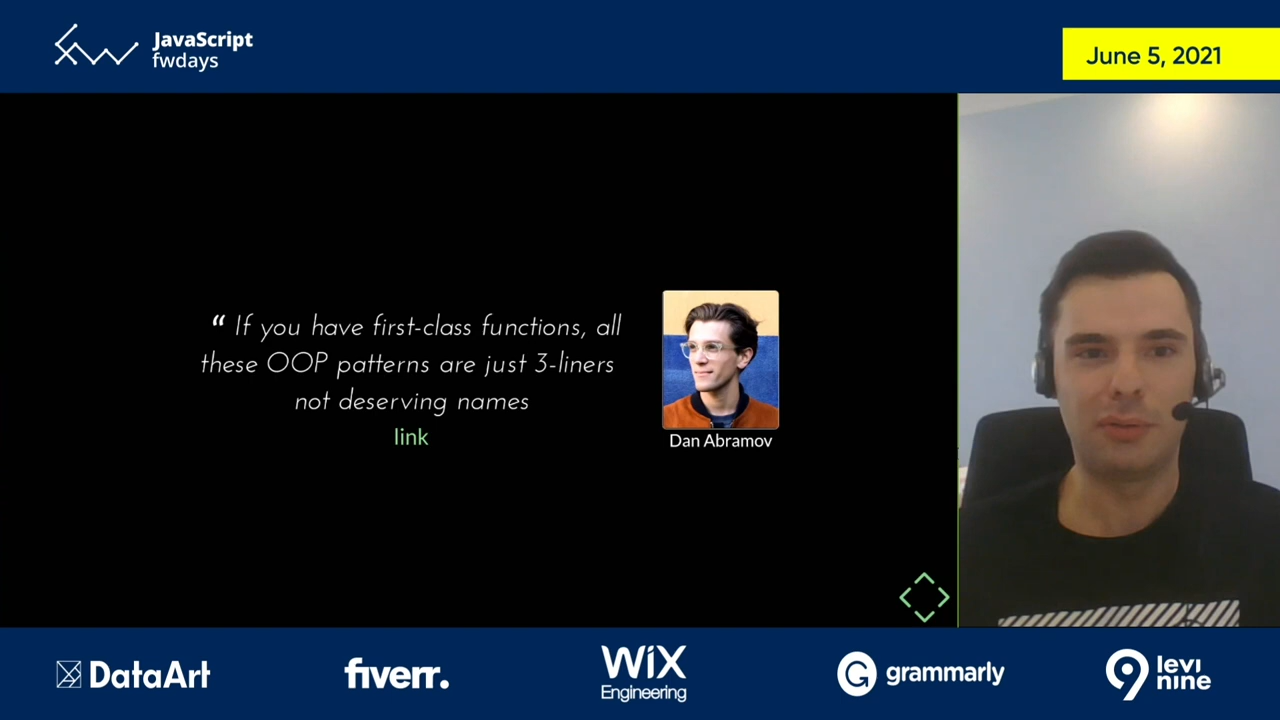 JavaScript
fwdays
June 5, 2021
“ If you have first-class functions, all
these OOP patterns are just 3-liners
not deserving names
link
Dan Abramov
DataArt
fiverr.
WiX
Engineering
grammarly
levi
nine